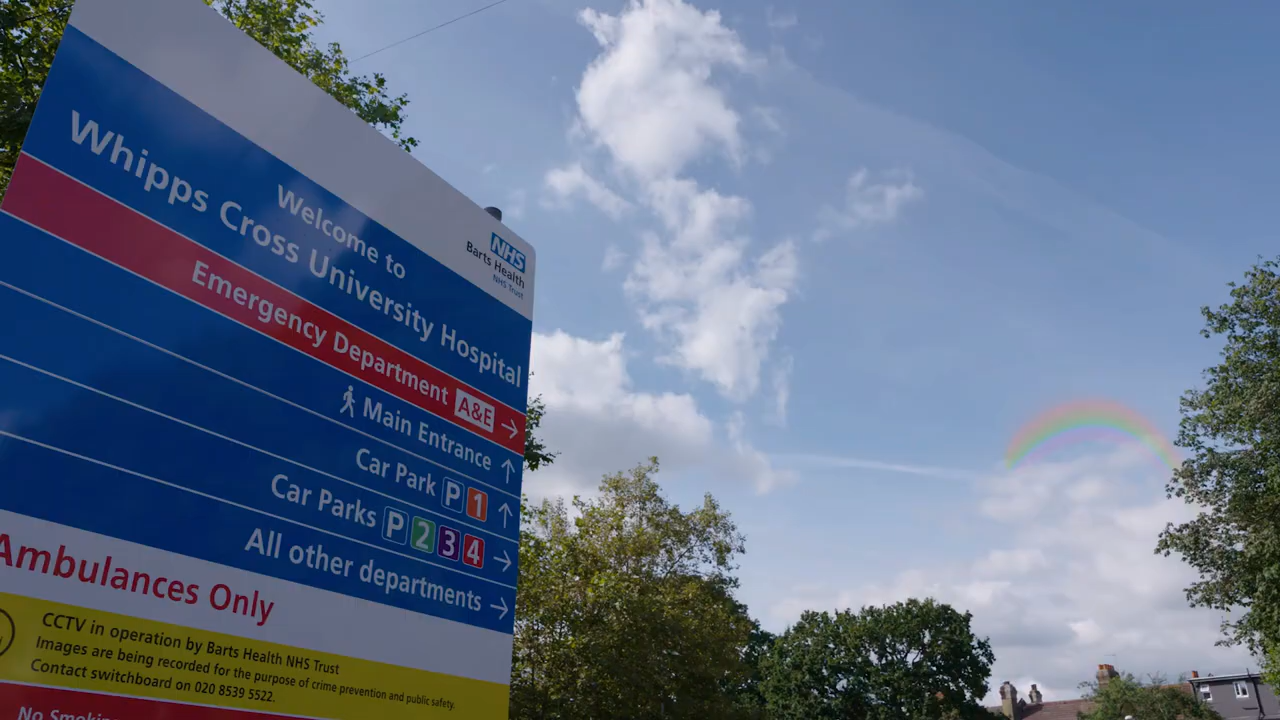 NHS
Barts Health
NHS Trust
Welcome to
Whipps Cross University Hospital
Emergency Department A&E
Main Entrance
Car Park P 1
Car Parks P 2 3 4
All other departments
Ambulances Only
CCTV in operation by Barts Health NHS Trust
Images are being recorded for the purpose of crime prevention and public safety.
Contact switchboard on 020 8539 5522.
No Smokin